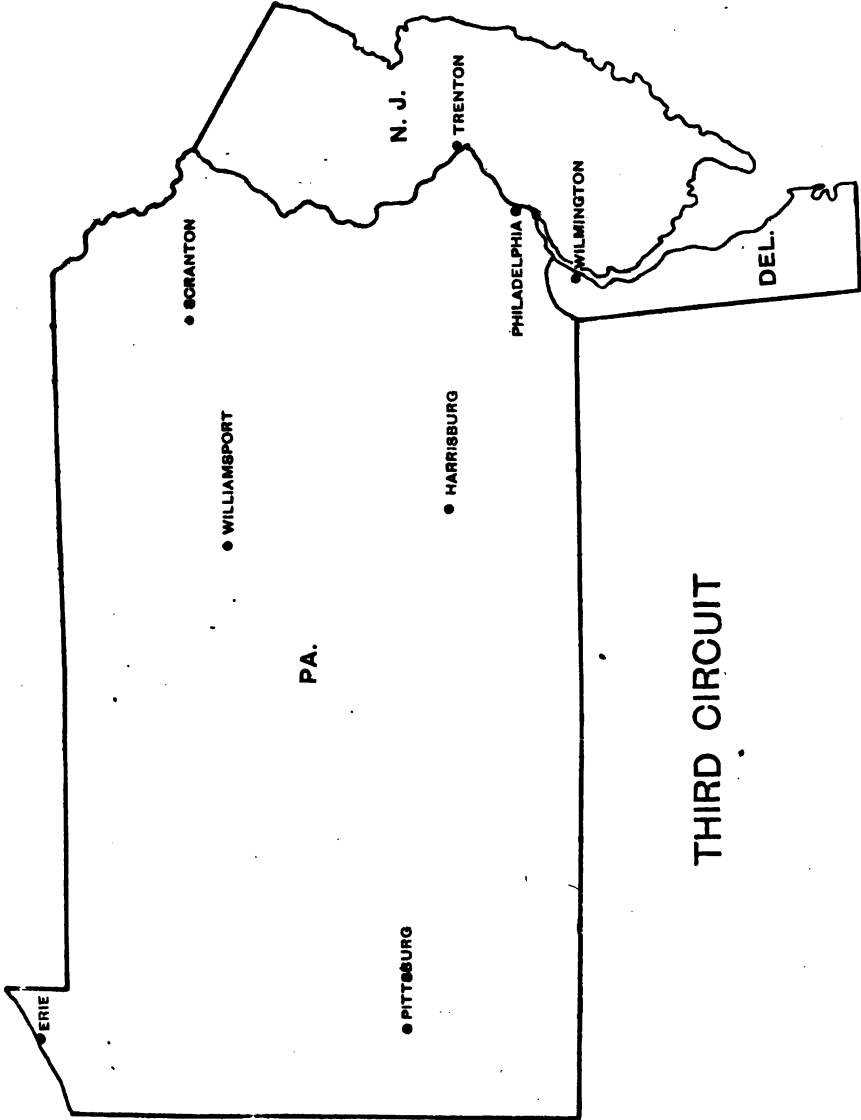 ERIE
SCRANTON
WILLIAMSPORT
PA.
N. J.
PITTSBURG
HARRISBURG
TRENTON
PHILADELPHIA
WILMINGTON
THIRD CIRCUIT
DEL.